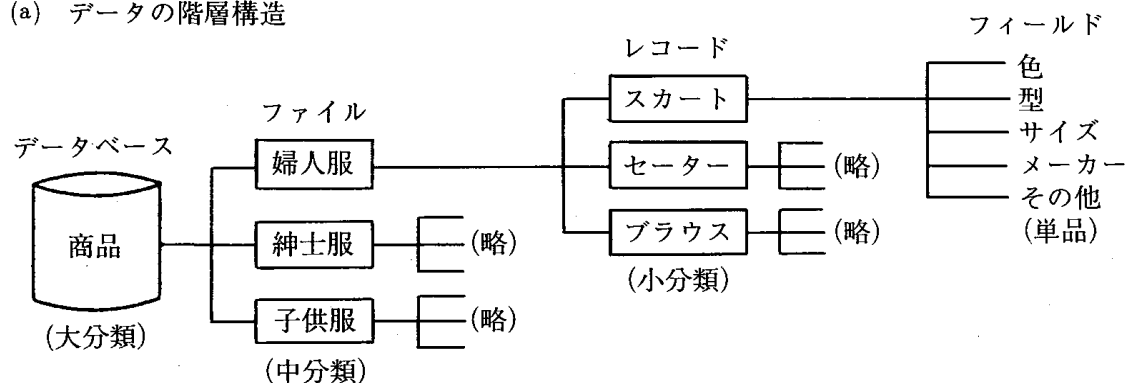 (a) データの階層構造
データベース
商品
(大分類)
ファイル
婦人服
紳士服
(略)
子供服
(略)
(中分類)
レコード
スカート
セーター
(略)
ブラウス
(略)
(小分類)
フィールド
色
型
サイズ
メーカー
その他
(単品)